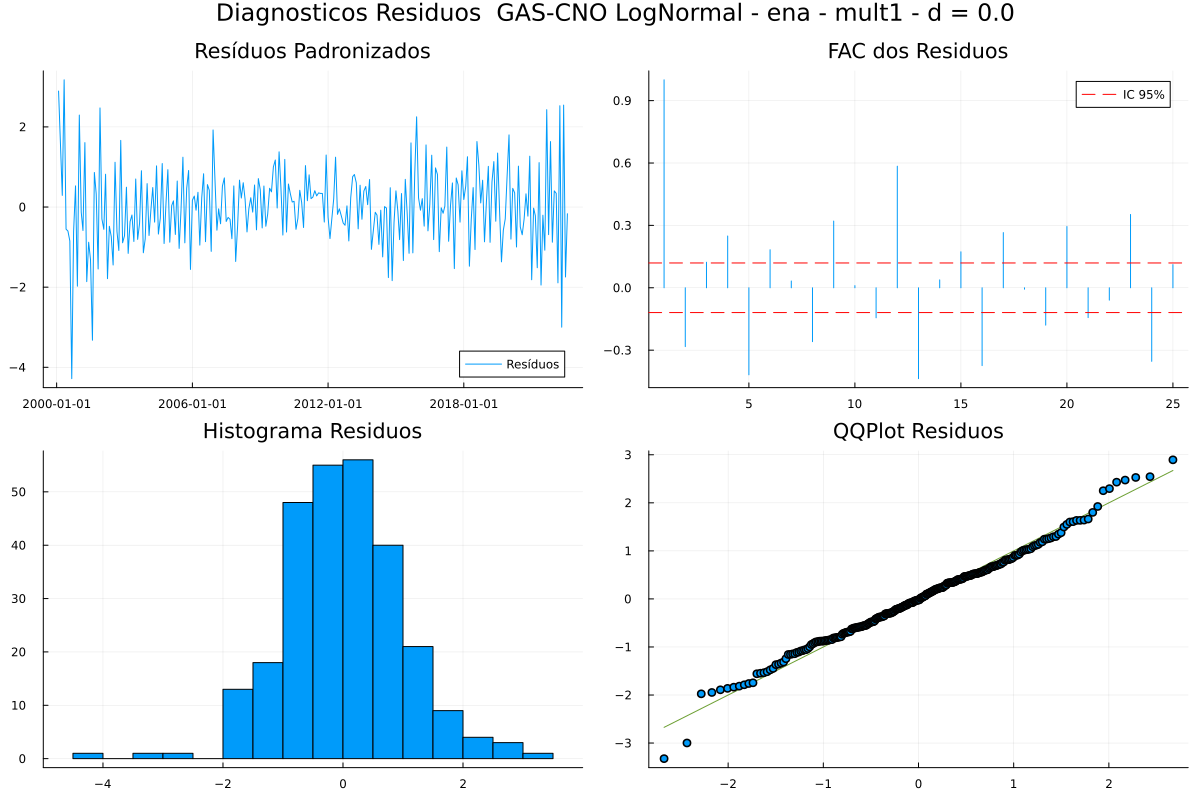 Diagnosticos Residuos  GAS-CNO LogNormal - ena - mult1 - d = 0.0
Resíduos Padronizados
2
0
−2
−4
2000-01-01 2006-01-01 2012-01-01 2018-01-01
Resíduos
FAC dos Residuos
0.9
0.6
0.3
0.0
−0.3
5 10 15 20 25
IC 95%
Histograma Residuos
50
40
30
20
10
0
−4 −2 0 2
QQPlot Residuos
3
2
1
0
−1
−2
−3
−2 −1 0 1 2